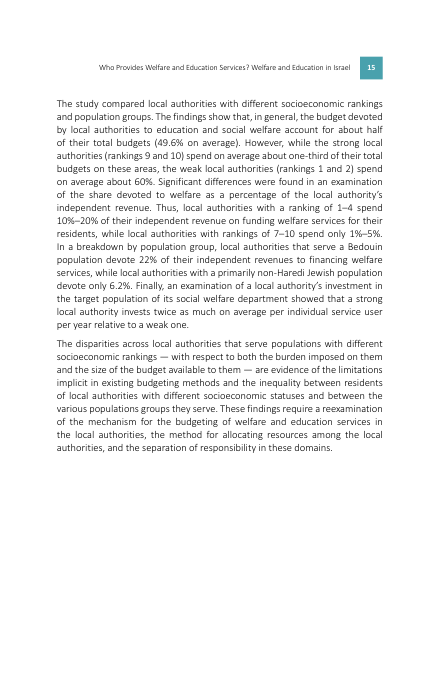 Who Provides Welfare and Education Services? Welfare and Education in Israel 15
The study compared local authorities with different socioeconomic rankings
and population groups. The findings show that, in general, the budget devoted
by local authorities to education and social welfare account for about half
of their total budgets (49.6% on average). However, while the strong local
authorities (rankings 9 and 10) spend on average about one-third of their total
budgets on these areas, the weak local authorities (rankings 1 and 2) spend
on average about 60%. Significant differences were found in an examination
of the share devoted to welfare as a percentage of the local authority's
independent revenue. Thus, local authorities with a ranking of 1–4 spend
10%–20% of their independent revenue on funding welfare services for their
residents, while local authorities with rankings of 7–10 spend only 1%–5%.
In a breakdown by population group, local authorities that serve a Bedouin
population devote 22% of their independent revenues to financing welfare
services, while local authorities with a primarily non-Haredi Jewish population
devote only 6.2%. Finally, an examination of a local authority's investment in
the target population of its social welfare department showed that a strong
local authority invests twice as much on average per individual service user
per year relative to a weak one.
The disparities across local authorities that serve populations with different
socioeconomic rankings — with respect to both the burden imposed on them
and the size of the budget available to them — are evidence of the limitations
implicit in existing budgeting methods and the inequality between residents
of local authorities with different socioeconomic statuses and between the
various populations groups they serve. These findings require a reexamination
of the mechanism for the budgeting of welfare and education services in
the local authorities, the method for allocating resources among the local
authorities, and the separation of responsibility in these domains.